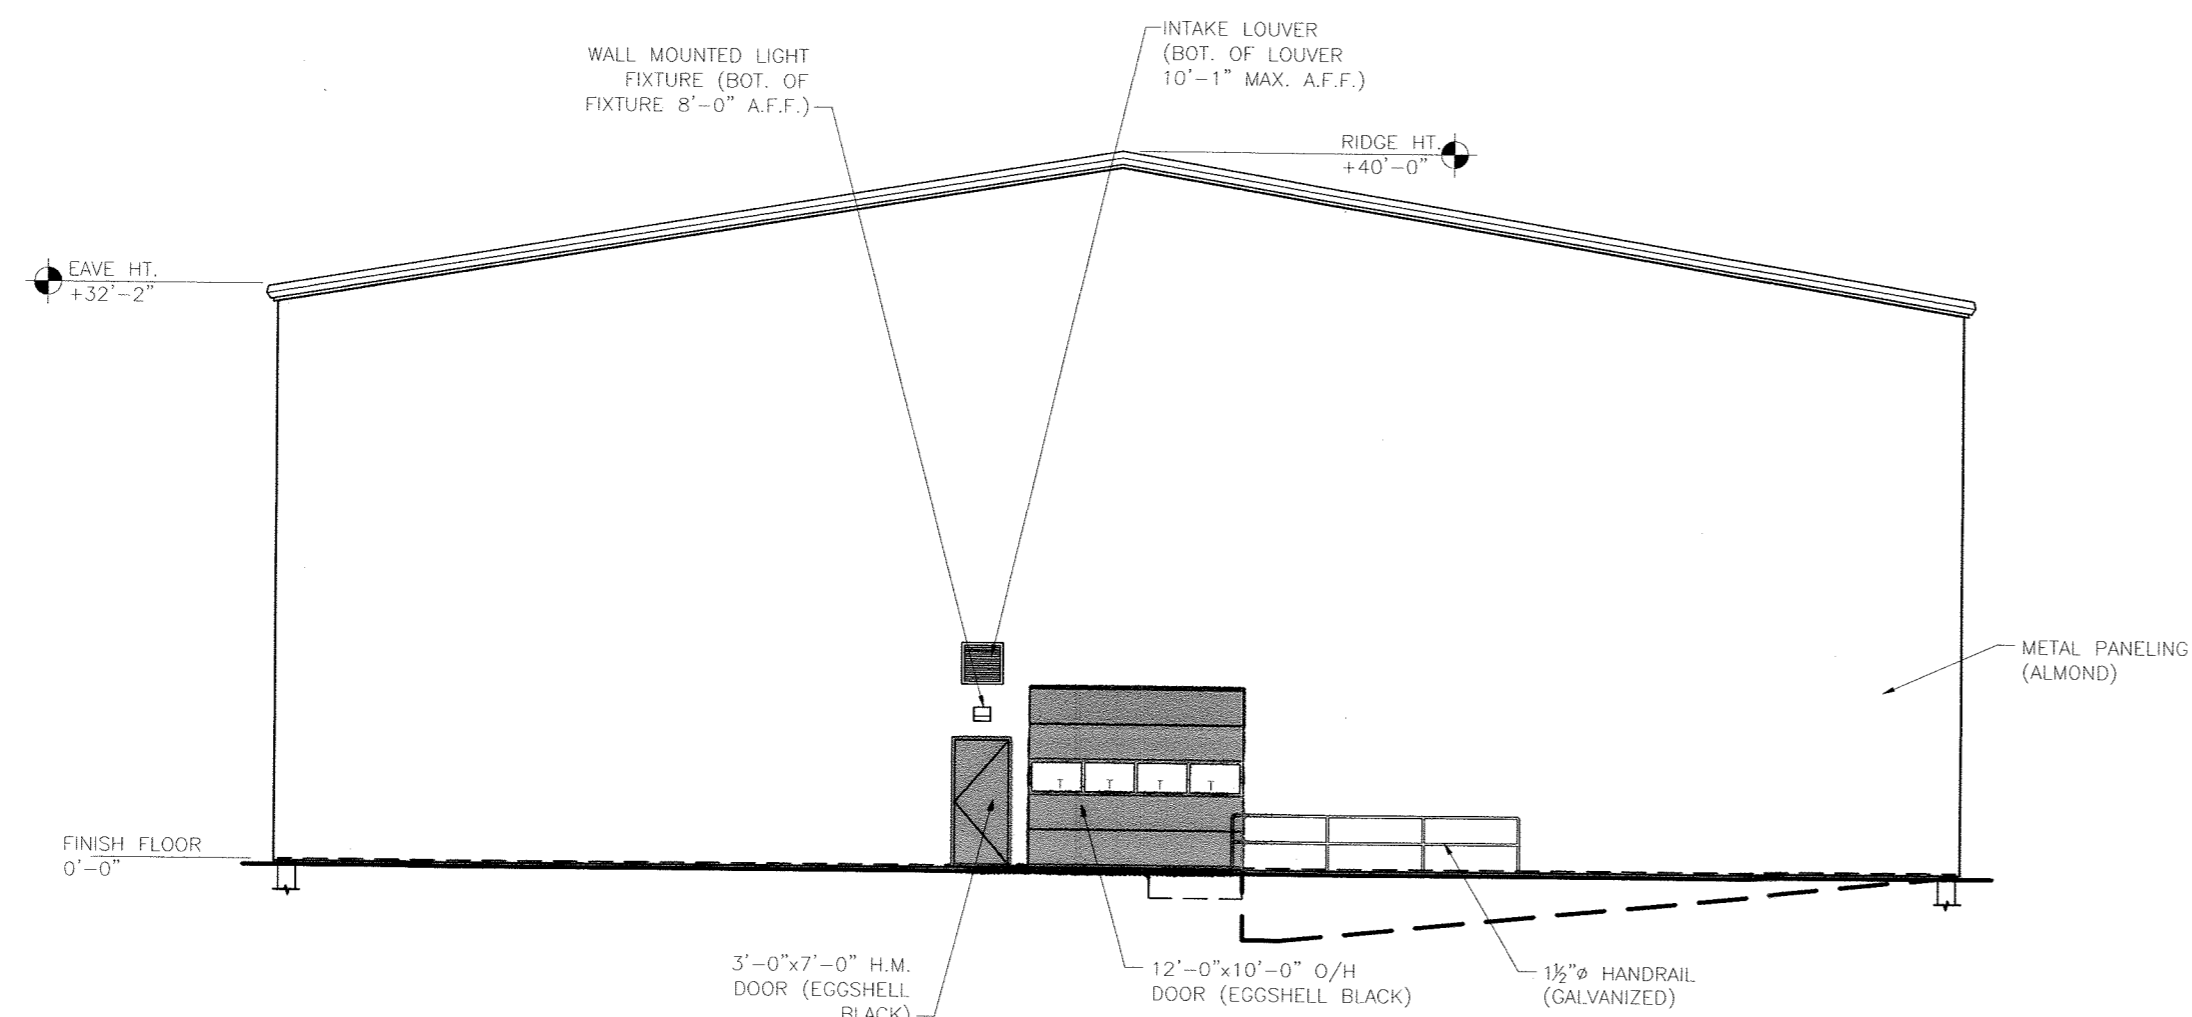 INTAKE LOUVER
(BOT. OF LOUVER
10'-1" MAX. A.F.F.)
WALL MOUNTED LIGHT
FIXTURE (BOT. OF
FIXTURE 8'-0" A.F.F.)
RIDGE HT.
+40'-0"
EAVE HT.
+32'-2"
METAL PANELING
(ALMOND)
T T T T
FINISH FLOOR
0'-0"
3'-0"x7'-0" H.M.
DOOR (EGGSHELL
BLACK)
12'-0"x10'-0" O/H
DOOR (EGGSHELL BLACK)
1½"ø HANDRAIL
(GALVANIZED)